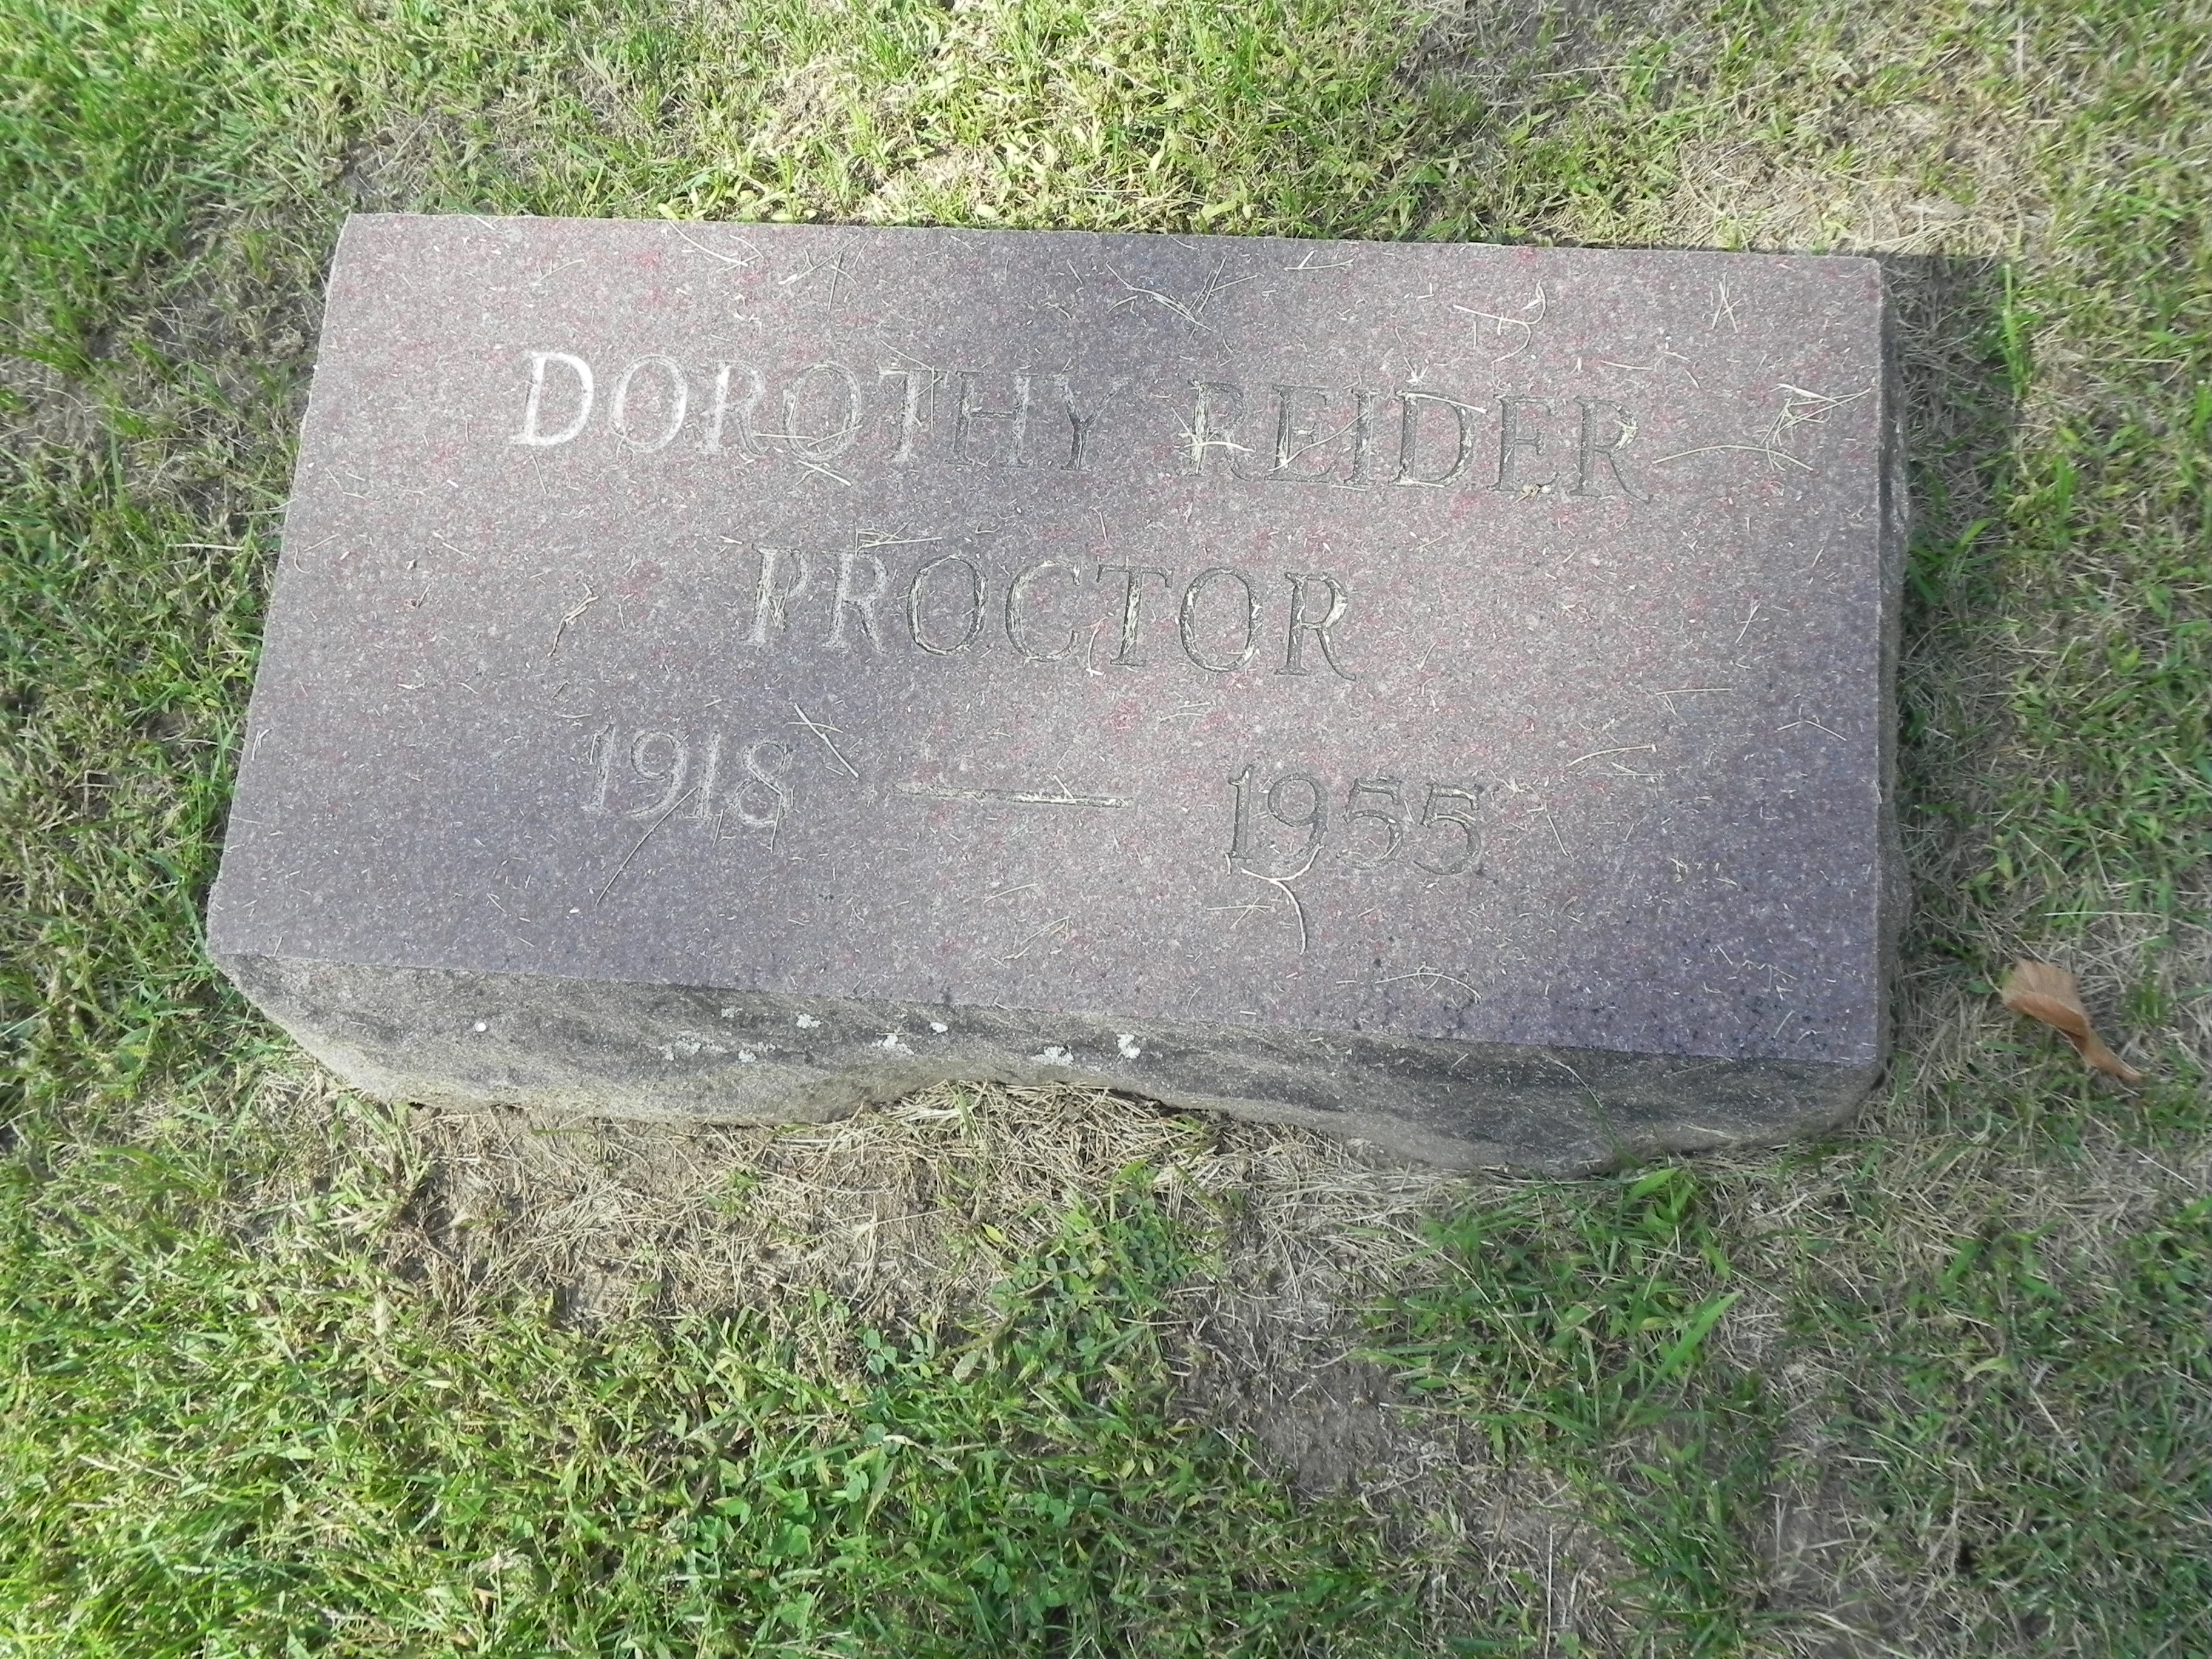 DOROTHY REIDER
PROCTOR
1918 — 1955